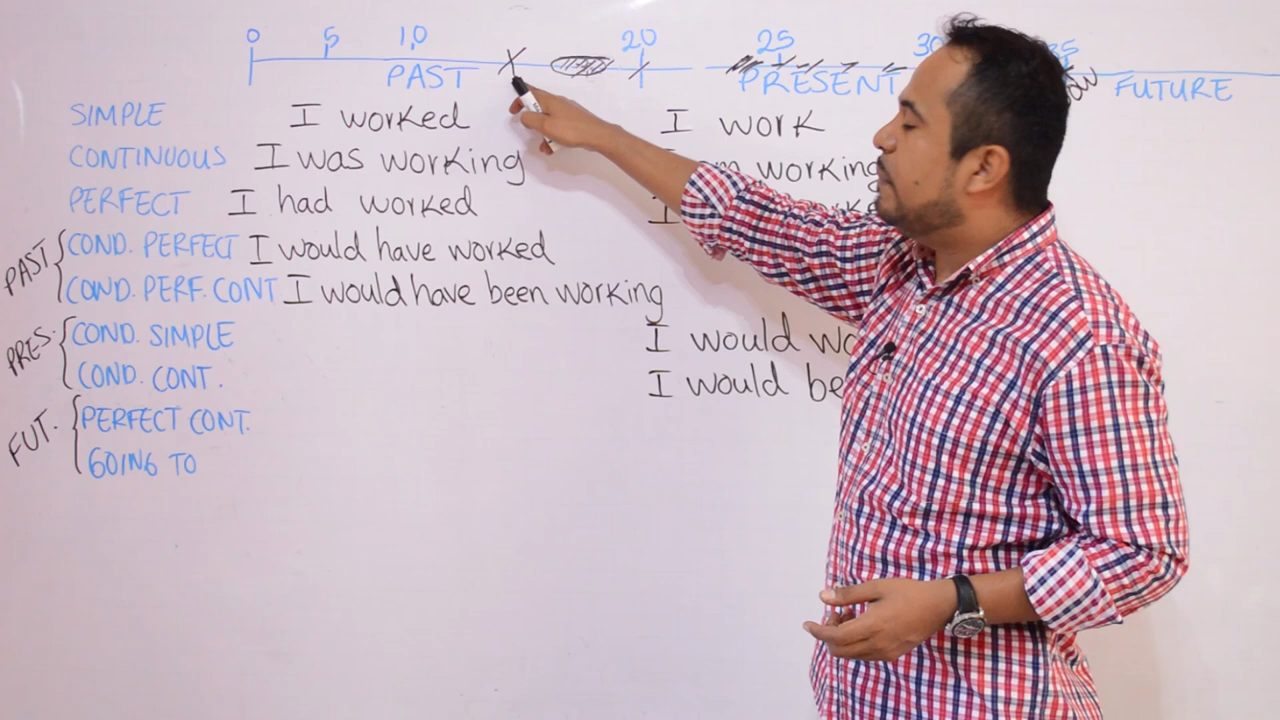 0 5 10 20 25 30 35
PAST PRESENT FUTURE
SIMPLE I worked I work
CONTINUOUS I was working I am working
PERFECT I had worked I
PAST COND. PERFECT I would have worked
COND. PERF. CONT I would have been working
PRES. COND. SIMPLE I would
COND. CONT. I would be
FUT. PERFECT CONT.
GOING TO